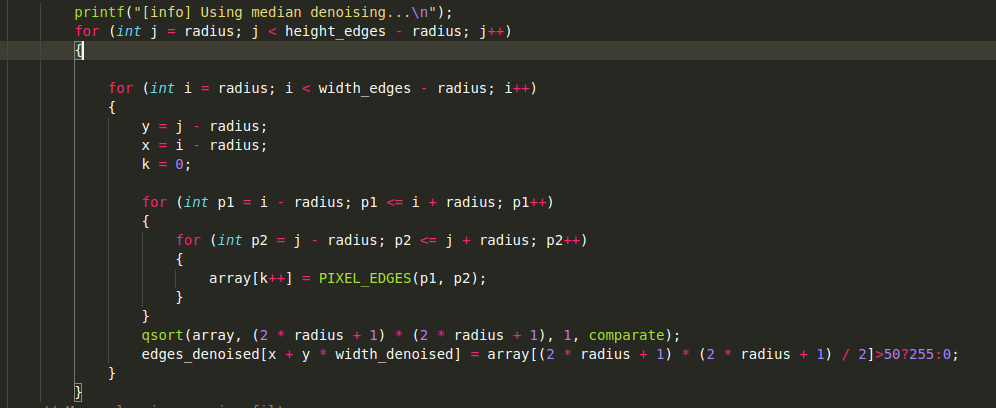 printf("[info] Using median denoising...\n");
for (int j = radius; j < height_edges - radius; j++)
{
for (int i = radius; i < width_edges - radius; i++)
{
y = j - radius;
x = i - radius;
k = 0;
for (int p1 = i - radius; p1 <= i + radius; p1++)
{
for (int p2 = j - radius; p2 <= j + radius; p2++)
{
array[k++] = PIXEL_EDGES(p1, p2);
}
}
qsort(array, (2 * radius + 1) * (2 * radius + 1), 1, comparate);
edges_denoised[x + y * width_denoised] = array[(2 * radius + 1) * (2 * radius + 1) / 2]>50?255:0;
}
}